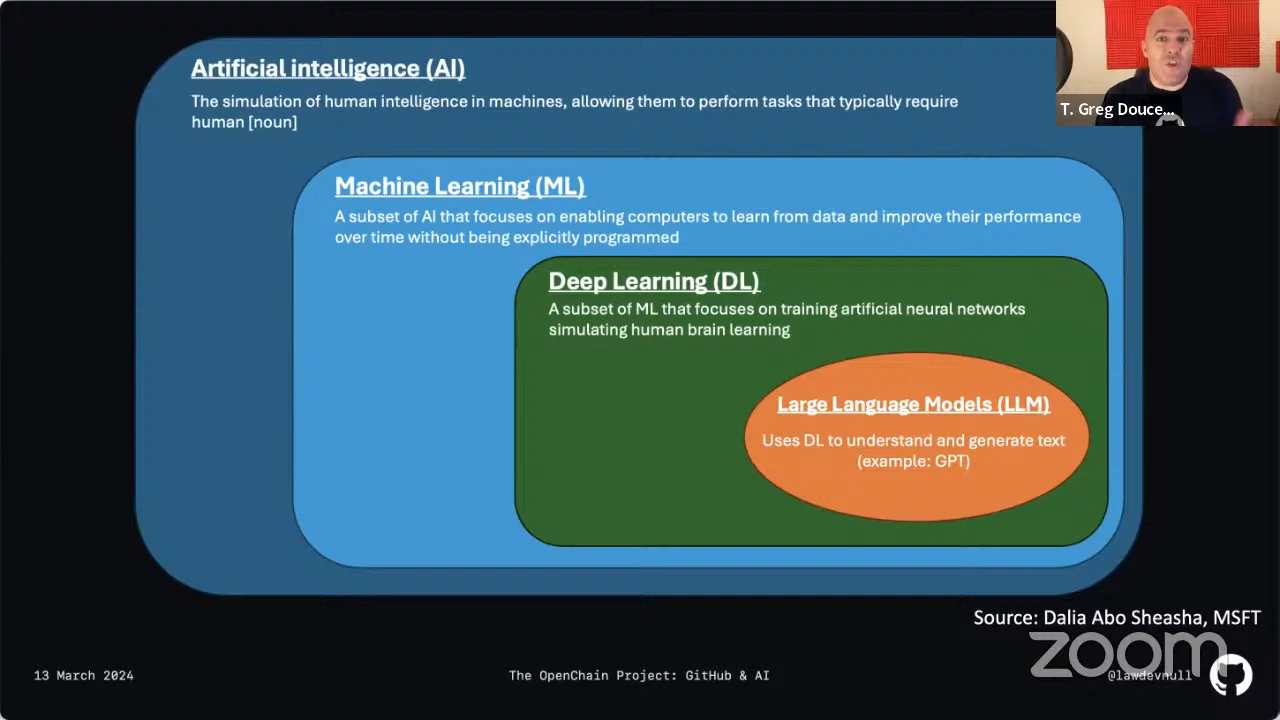 Artificial intelligence (AI)
The simulation of human intelligence in machines, allowing them to perform tasks that typically require
human [noun]
T. Greg Douce...
Machine Learning (ML)
A subset of AI that focuses on enabling computers to learn from data and improve their performance
over time without being explicitly programmed
Deep Learning (DL)
A subset of ML that focuses on training artificial neural networks
simulating human brain learning
Large Language Models (LLM)
Uses DL to understand and generate text
(example: GPT)
Source: Dalia Abo Sheasha, MSFT
zoom
13 March 2024
The OpenChain Project: GitHub & AI
@lawdevnull